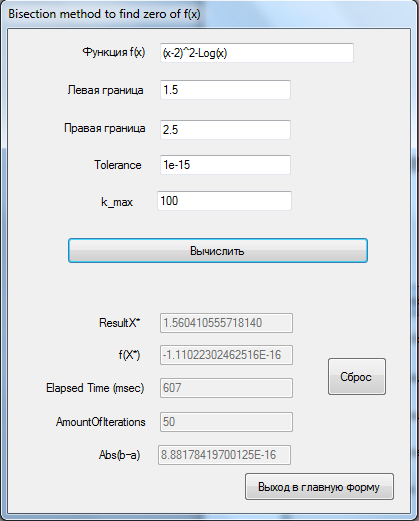 Bisection method to find zero of f(x)
Функция f(x) (x-2)^2-Log(x)
Левая граница 1.5
Правая граница 2.5
Tolerance 1e-15
k_max 100
Вычислить
ResultX* 1.560410555718140
f(X*) -1.11022302462516E-16
Сброс
Elapsed Time (msec) 607
AmountOfIterations 50
Abs(b-a) 8.88178419700125E-16
Выход в главную форму